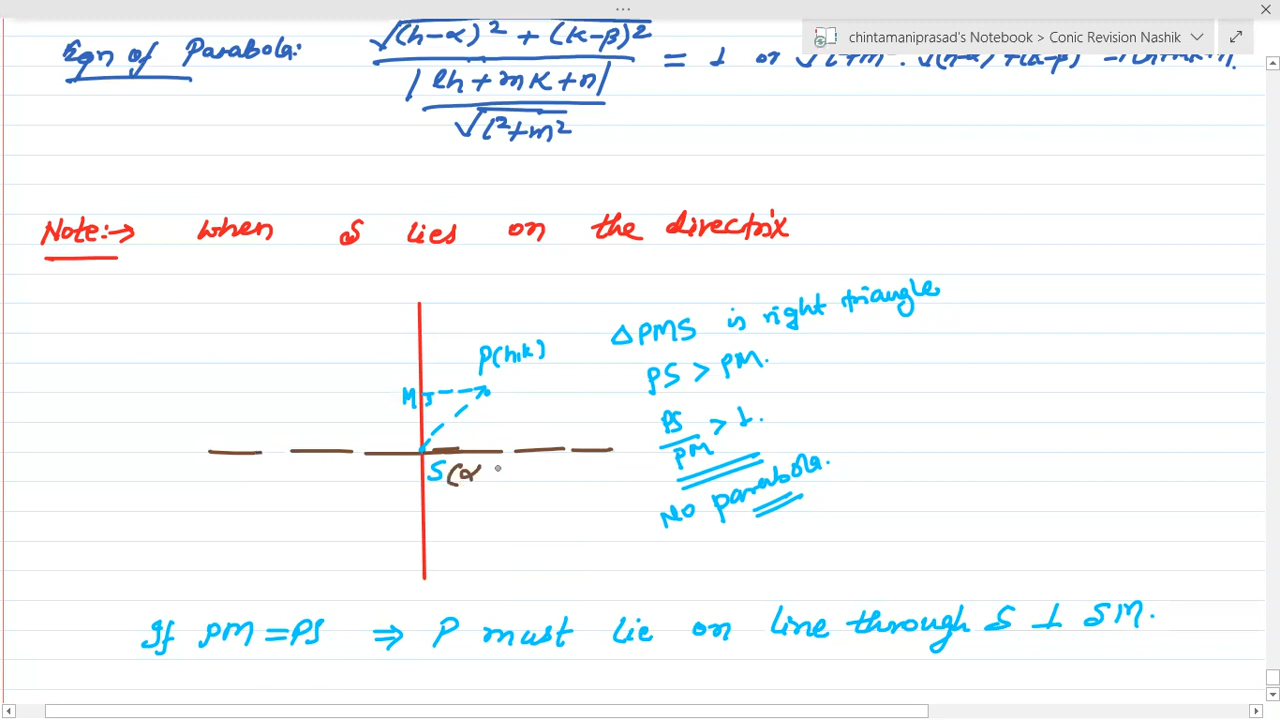 chintamaniprasad's Notebook > Conic Revision Nashik
Eqn of Parabola: √(h-α)² + (k-β)² / (|lh + mk + n| / √l²+m²) = 1 or
Note:→ when S lies on the directrix
△PMS is right triangle
P(h,k)
PS > PM.
M
PS/PM > 1.
S(α
No parabola.
If PM = PS ⇒ P must lie on line through S ⊥ SM.